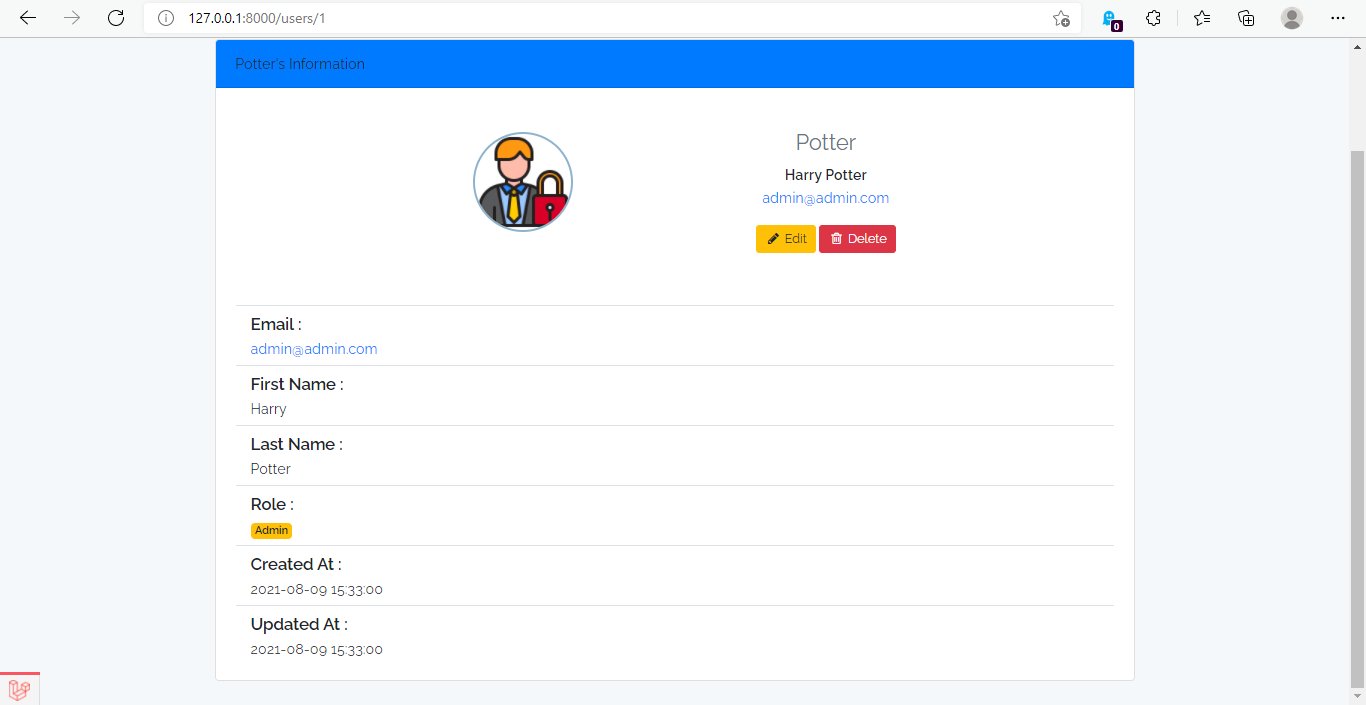 127.0.0.1:8000/users/1
0
Potter's Information
Potter
Harry Potter
admin@admin.com
Edit Delete
Email :
admin@admin.com
First Name :
Harry
Last Name :
Potter
Role :
Admin
Created At :
2021-08-09 15:33:00
Updated At :
2021-08-09 15:33:00